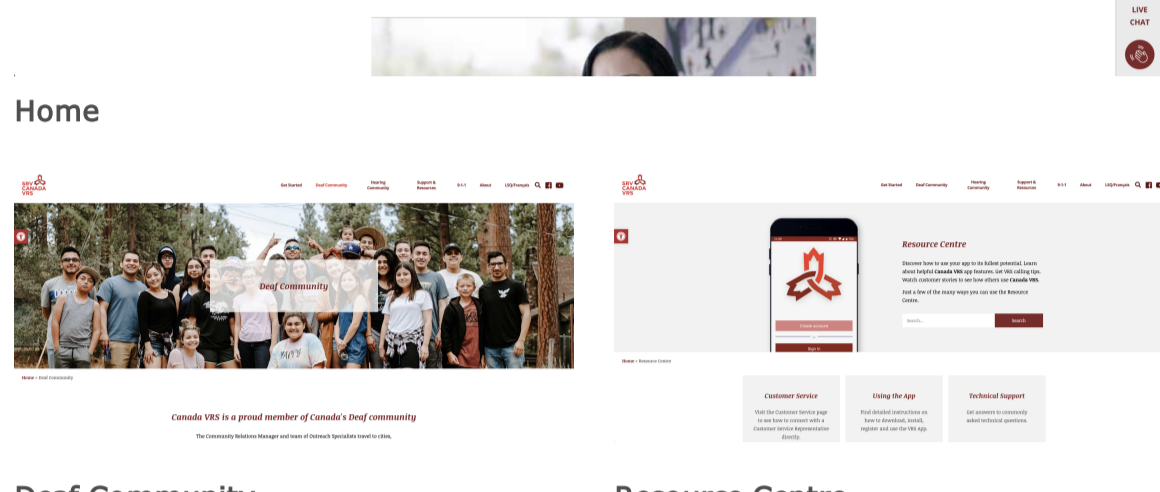 LIVE
CHAT
Home
SRV
CANADA
VRS
Get Started
Deaf Community
Hearing
Community
Support &
Resources
9-1-1
About
LSQ/Français
Deaf Community
Home » Deaf Community
Canada VRS is a proud member of Canada's Deaf community
The Community Relations Manager and team of Outreach Specialists travel to cities,
Deaf Community
SRV
CANADA
VRS
Get Started
Deaf Community
Hearing
Community
Support &
Resources
9-1-1
About
LSQ/Français
Create account
Sign in
Resource Centre
Discover how to use your app to its fullest potential. Learn
about helpful Canada VRS app features. Get VRS calling tips.
Watch customer stories to see how others use Canada VRS.
Just a few of the many ways you can use the Resource
Centre.
Search...
Search
Home » Resource Centre
Customer Service
Visit the Customer Service page
to see how to connect with a
Customer Service Representative
directly.
Using the App
Find detailed instructions on
how to download, install,
register and use the VRS App.
Technical Support
Get answers to commonly
asked technical questions.
Resource Centre